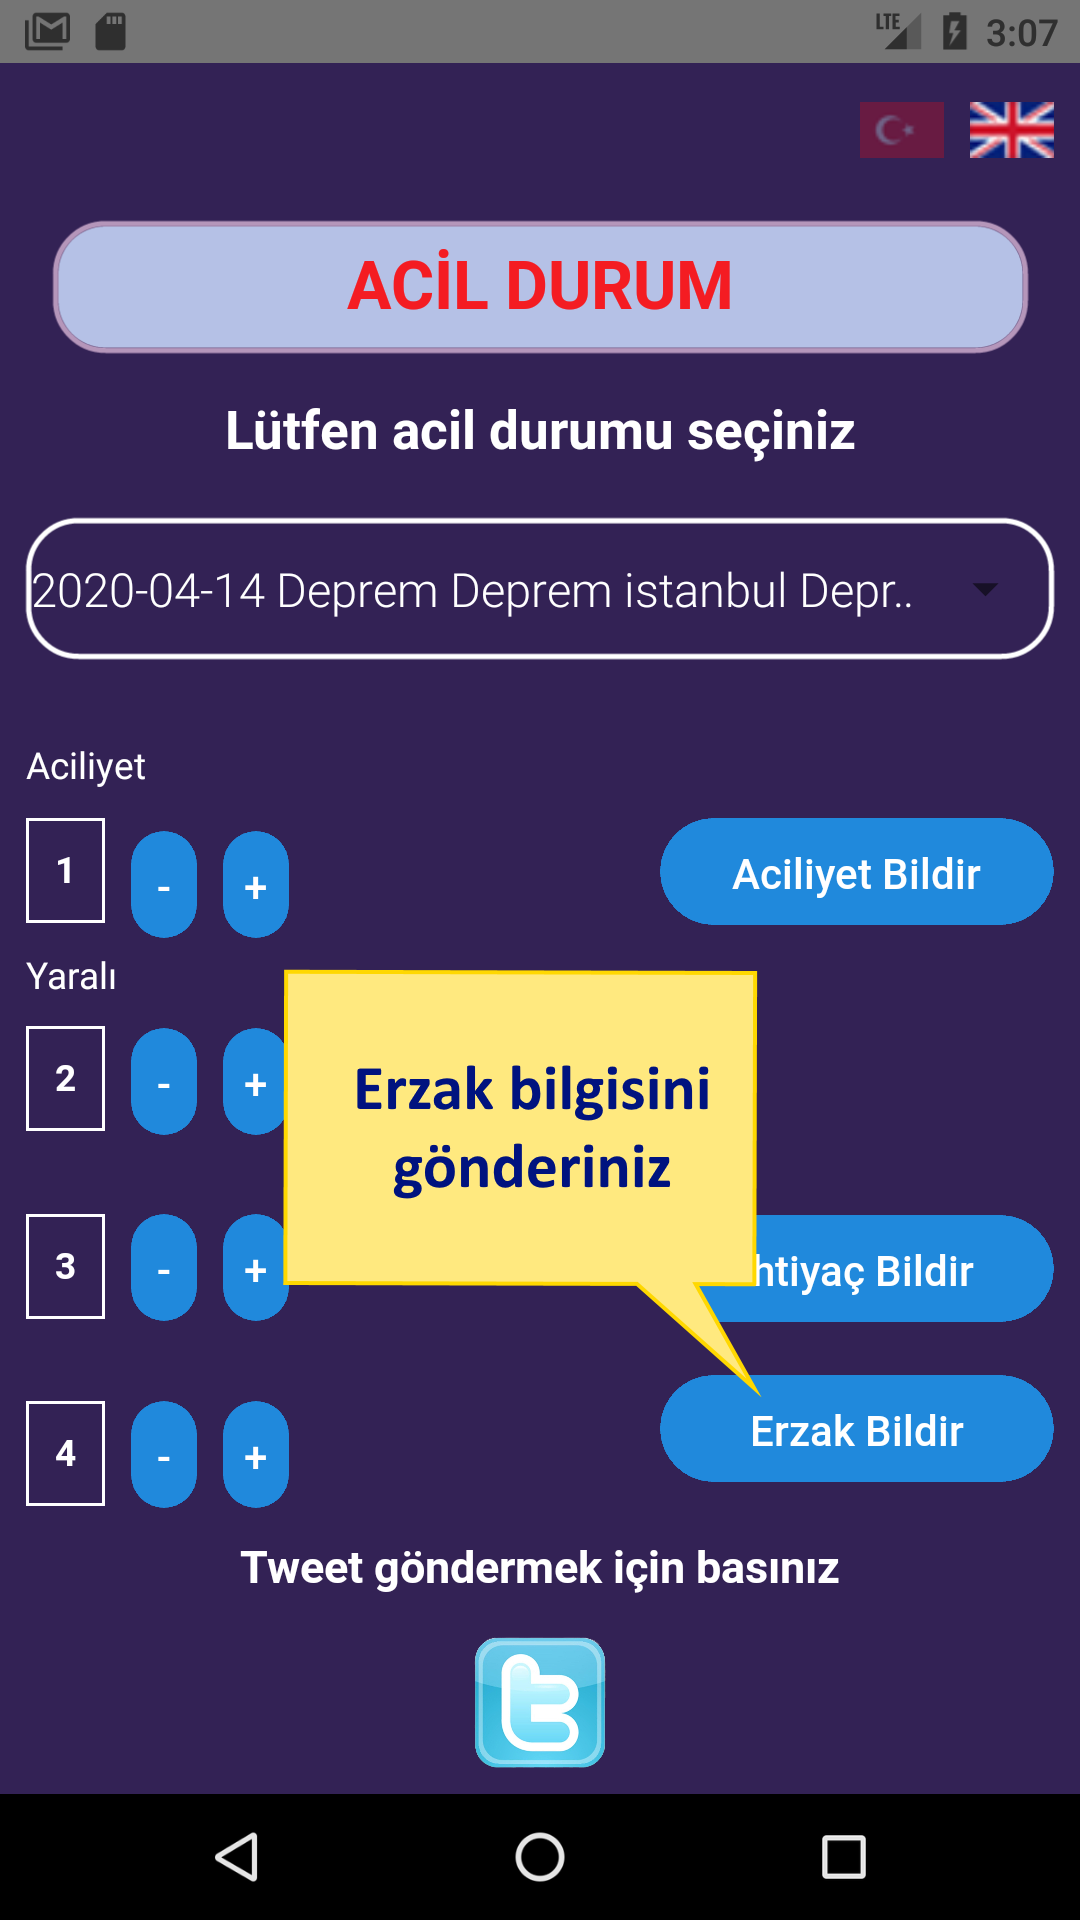 LTE 3:07
ACİL DURUM
Lütfen acil durumu seçiniz
2020-04-14 Deprem Deprem istanbul Depr..
Aciliyet
1 - + Aciliyet Bildir
Yaralı
2 - +
Erzak bilgisini
gönderiniz
3 - + htiyaç Bildir
4 - + Erzak Bildir
Tweet göndermek için basınız